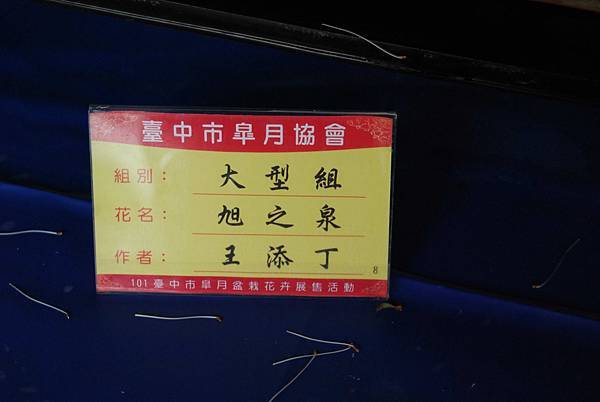 臺中市皐月協會
組別： 大型組
花名： 旭之泉
作者： 王添丁
8
101臺中市皐月盆栽花卉展售活動